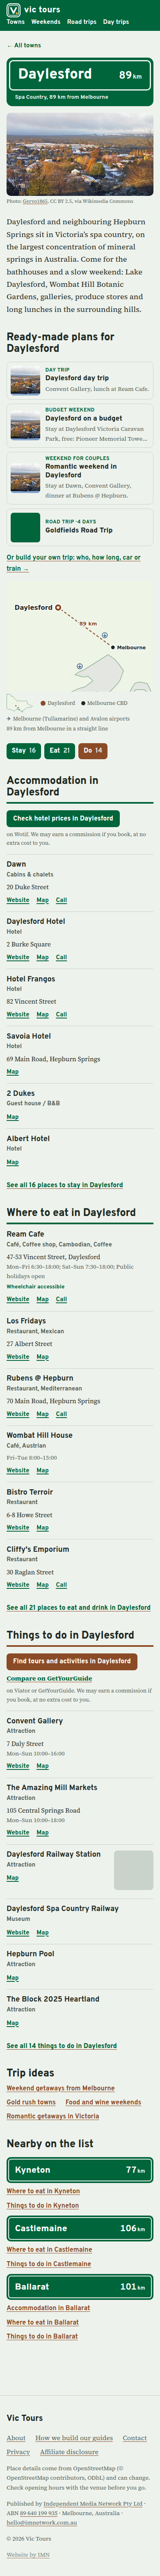 vic tours
Towns Weekends Road trips Day trips
← All towns
Daylesford 89 km
Spa Country, 89 km from Melbourne
Photo: Gervo1865, CC BY 2.5, via Wikimedia Commons
Daylesford and neighbouring Hepburn
Springs sit in Victoria's spa country, on
the largest concentration of mineral
springs in Australia. Come for the
bathhouses and a slow weekend: Lake
Daylesford, Wombat Hill Botanic
Gardens, galleries, produce stores and
long lunches in the surrounding hills.
Ready-made plans for
Daylesford
DAY TRIP
Daylesford day trip
Convent Gallery, lunch at Ream Cafe.
BUDGET WEEKEND
Daylesford on a budget
Stay at Daylesford Victoria Caravan
Park, free: Pioneer Memorial Towe…
WEEKEND FOR COUPLES
Romantic weekend in
Daylesford
Stay at Dawn, Convent Gallery,
dinner at Rubens @ Hepburn.
ROAD TRIP · 4 DAYS
Goldfields Road Trip
Or build your own trip: who, how long, car or
train →
Daylesford
89 km
Melbourne
Daylesford Melbourne CBD
✈ Melbourne (Tullamarine) and Avalon airports
89 km from Melbourne in a straight line
Stay 16 Eat 21 Do 14
Accommodation in
Daylesford
Check hotel prices in Daylesford
on Wotif. We may earn a commission if you book, at no
extra cost to you.
Dawn
Cabins & chalets
20 Duke Street
Website Map Call
Daylesford Hotel
Hotel
2 Burke Square
Website Map Call
Hotel Frangos
Hotel
82 Vincent Street
Website Map Call
Savoia Hotel
Hotel
69 Main Road, Hepburn Springs
Map
2 Dukes
Guest house / B&B
Map
Albert Hotel
Hotel
Map
See all 16 places to stay in Daylesford
Where to eat in Daylesford
Ream Cafe
Café, Coffee shop, Cambodian, Coffee
47-53 Vincent Street, Daylesford
Mon–Fri 6:30–18:00; Sat–Sun 7:30–18:00; Public
holidays open
Wheelchair accessible
Website Map Call
Los Fridays
Restaurant, Mexican
27 Albert Street
Website Map
Rubens @ Hepburn
Restaurant, Mediterranean
70 Main Road, Hepburn Springs
Website Map Call
Wombat Hill House
Café, Austrian
Fri–Tue 8:00–15:00
Website Map
Bistro Terroir
Restaurant
6-8 Howe Street
Website Map
Cliffy's Emporium
Restaurant
30 Raglan Street
Website Map Call
See all 21 places to eat and drink in Daylesford
Things to do in Daylesford
Find tours and activities in Daylesford
Compare on GetYourGuide
on Viator or GetYourGuide. We may earn a commission if
you book, at no extra cost to you.
Convent Gallery
Attraction
7 Daly Street
Mon–Sun 10:00–16:00
Website Map
The Amazing Mill Markets
Attraction
105 Central Springs Road
Mon–Sun 10:00–18:00
Website Map
Daylesford Railway Station
Attraction
Map
Daylesford Spa Country Railway
Museum
Website Map
Hepburn Pool
Attraction
Map
The Block 2025 Heartland
Attraction
Map
See all 14 things to do in Daylesford
Trip ideas
Weekend getaways from Melbourne
Gold rush towns Food and wine weekends
Romantic getaways in Victoria
Nearby on the list
Kyneton 77 km
Where to eat in Kyneton
Things to do in Kyneton
Castlemaine 106 km
Where to eat in Castlemaine
Things to do in Castlemaine
Ballarat 101 km
Accommodation in Ballarat
Where to eat in Ballarat
Things to do in Ballarat
Vic Tours
About How we build our guides Contact
Privacy Affiliate disclosure
Place details come from OpenStreetMap (©
OpenStreetMap contributors, ODbL) and can change.
Check opening hours with the venue before you go.
Published by Independent Media Network Pty Ltd ·
ABN 89 640 199 935 · Melbourne, Australia ·
hello@imnetwork.com.au
© 2026 Vic Tours
Website by IMN